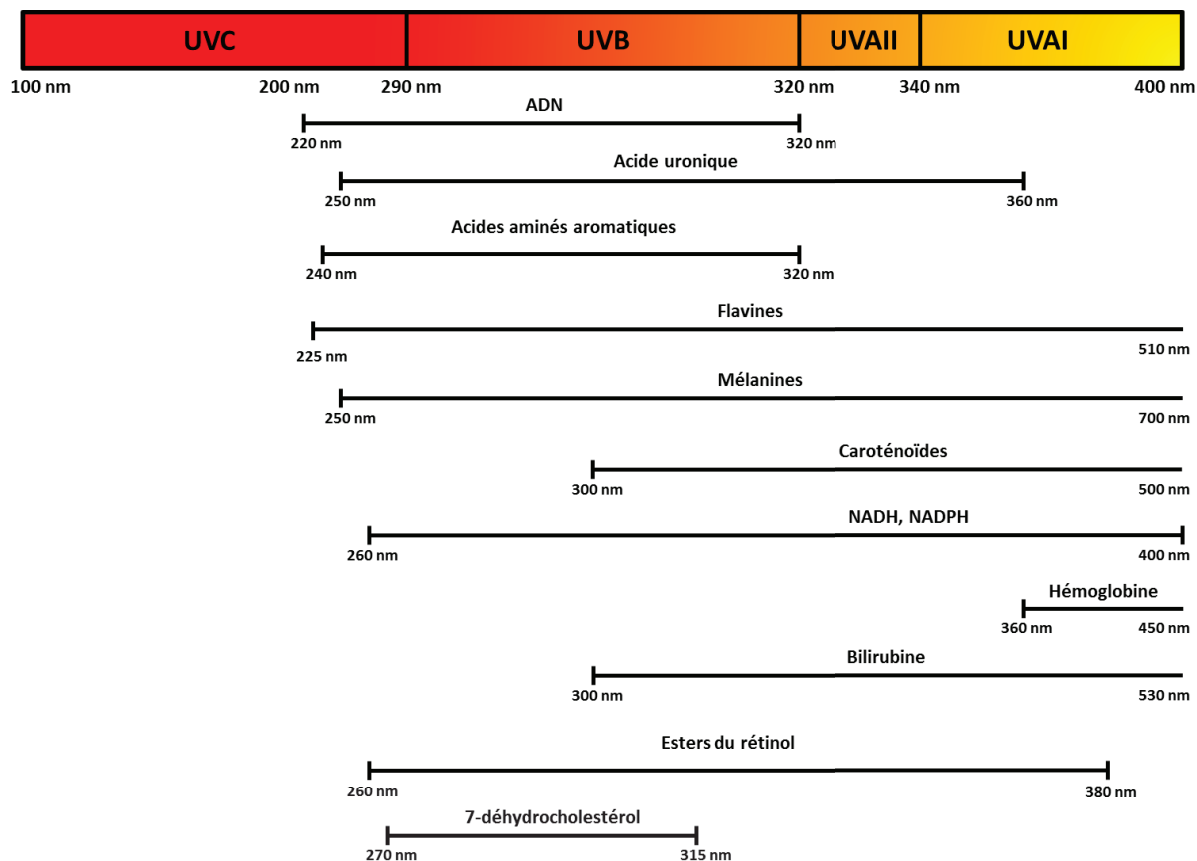 UVC UVB UVAII UVAI
100 nm 200 nm 290 nm 320 nm 340 nm 400 nm
ADN
220 nm 320 nm
Acide uronique
250 nm 360 nm
Acides aminés aromatiques
240 nm 320 nm
Flavines
225 nm 510 nm
Mélanines
250 nm 700 nm
Caroténoïdes
300 nm 500 nm
NADH, NADPH
260 nm 400 nm
Hémoglobine
360 nm 450 nm
Bilirubine
300 nm 530 nm
Esters du rétinol
260 nm 380 nm
7-déhydrocholestérol
270 nm 315 nm